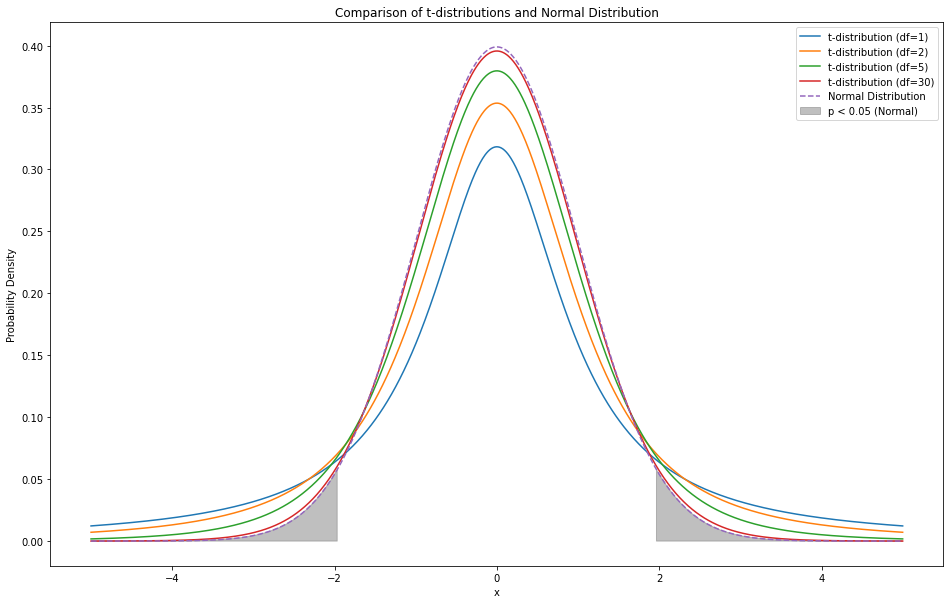 Comparison of t-distributions and Normal Distribution
t-distribution (df=1)
t-distribution (df=2)
t-distribution (df=5)
t-distribution (df=30)
Normal Distribution
p < 0.05 (Normal)
Probability Density
0.40
0.35
0.30
0.25
0.20
0.15
0.10
0.05
0.00
−4 −2 0 2 4
x